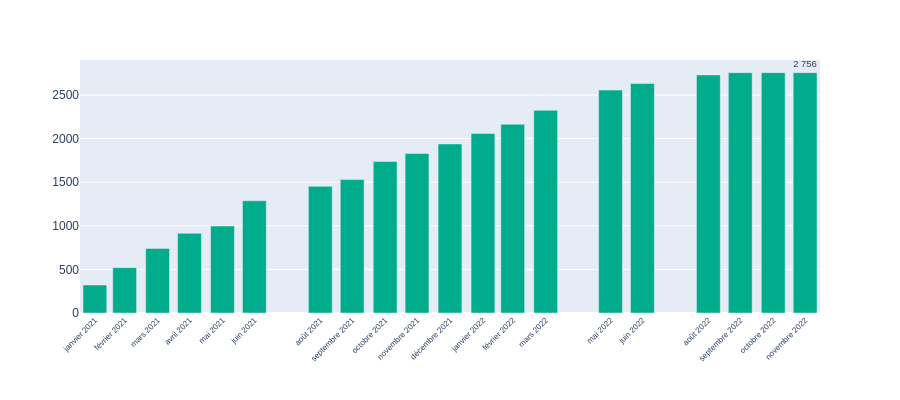 2 756
2500
2000
1500
1000
500
0
janvier 2021
février 2021
mars 2021
avril 2021
mai 2021
juin 2021
août 2021
septembre 2021
octobre 2021
novembre 2021
décembre 2021
janvier 2022
février 2022
mars 2022
mai 2022
juin 2022
août 2022
septembre 2022
octobre 2022
novembre 2022